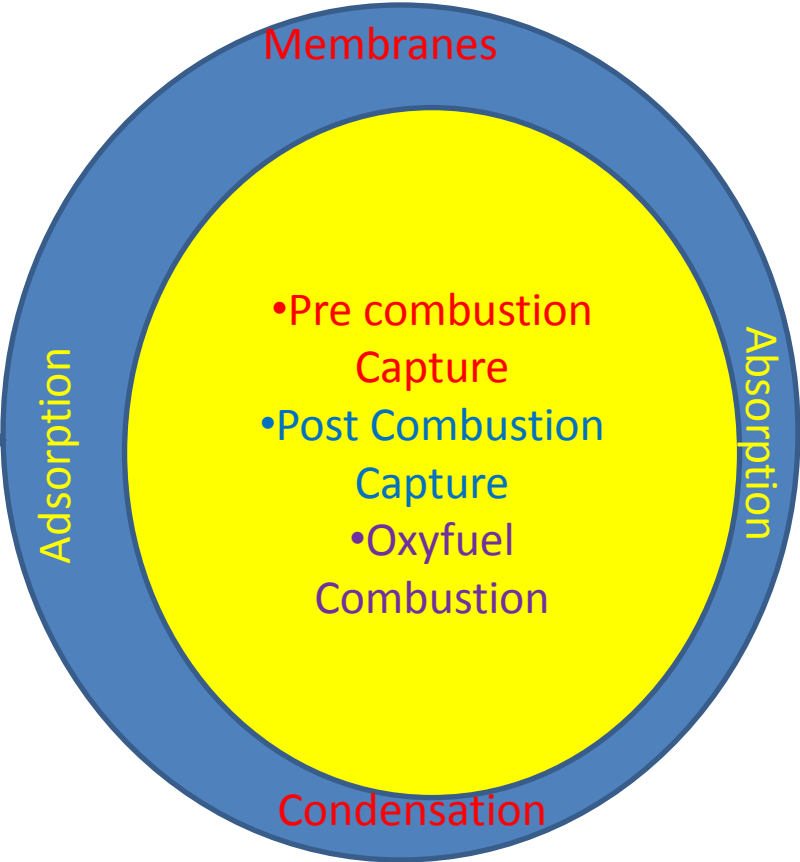 Membranes
•Pre combustion
Capture
•Post Combustion
Capture
•Oxyfuel
Combustion
Adsorption
Absorption
Condensation